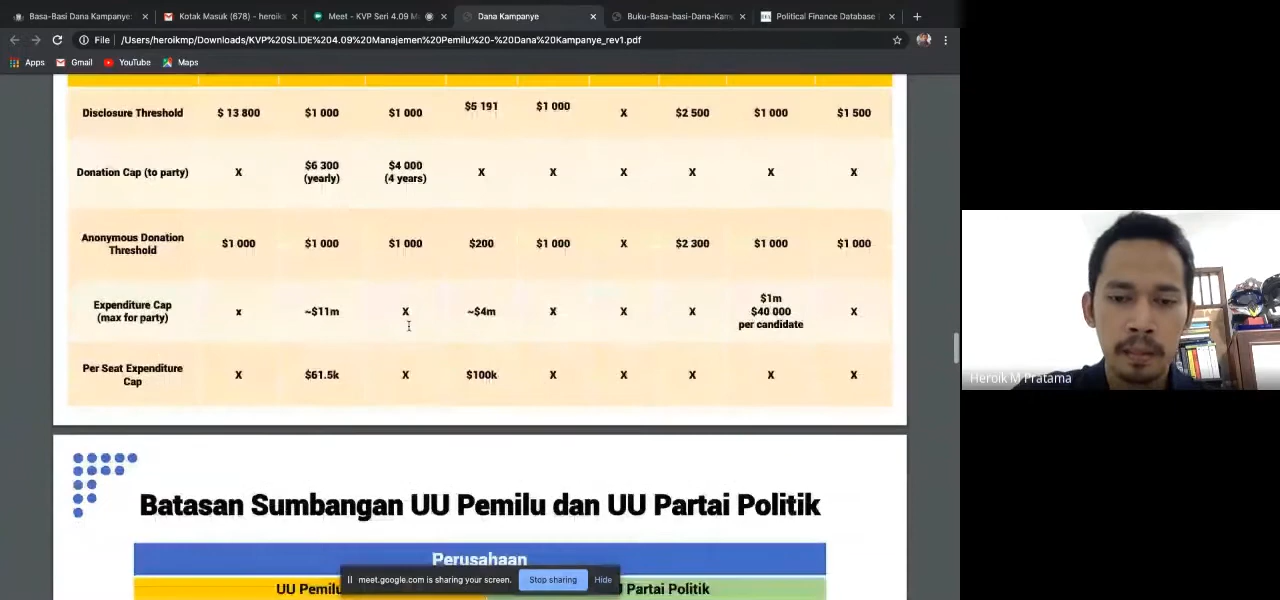 Basa-Basi Dana Kampanye:
Kotak Masuk (678) - heroik
Meet - KVP Seri 4.09 M
Dana Kampanye
Buku-Basa-basi-Dana-Kam
Political Finance Database
File
/Users/heroikmp/Downloads/KVP%20SLIDE%204.09%20Manajemen%20Pemilu%20-%20Dana%20Kampanye_rev1.pdf
Apps
Gmail
YouTube
Maps
Disclosure Threshold $ 13 800 $1 000 $1 000 $5 191 $1 000 X $2 500 $1 000 $1 500
Donation Cap (to party) X $6 300 (yearly) $4 000 (4 years) X X X X X X
Anonymous Donation Threshold $1 000 $1 000 $1 000 $200 $1 000 X $2 300 $1 000 $1 000
Expenditure Cap (max for party) x ~$11m X ~$4m X X X $1m $40 000 per candidate X
Per Seat Expenditure Cap X $61.5k X $100k X X X X X
Batasan Sumbangan UU Pemilu dan UU Partai Politik
Perusahaan
UU Pemilu
Partai Politik
meet.google.com is sharing your screen.
Stop sharing
Hide
Heroik M Pratama